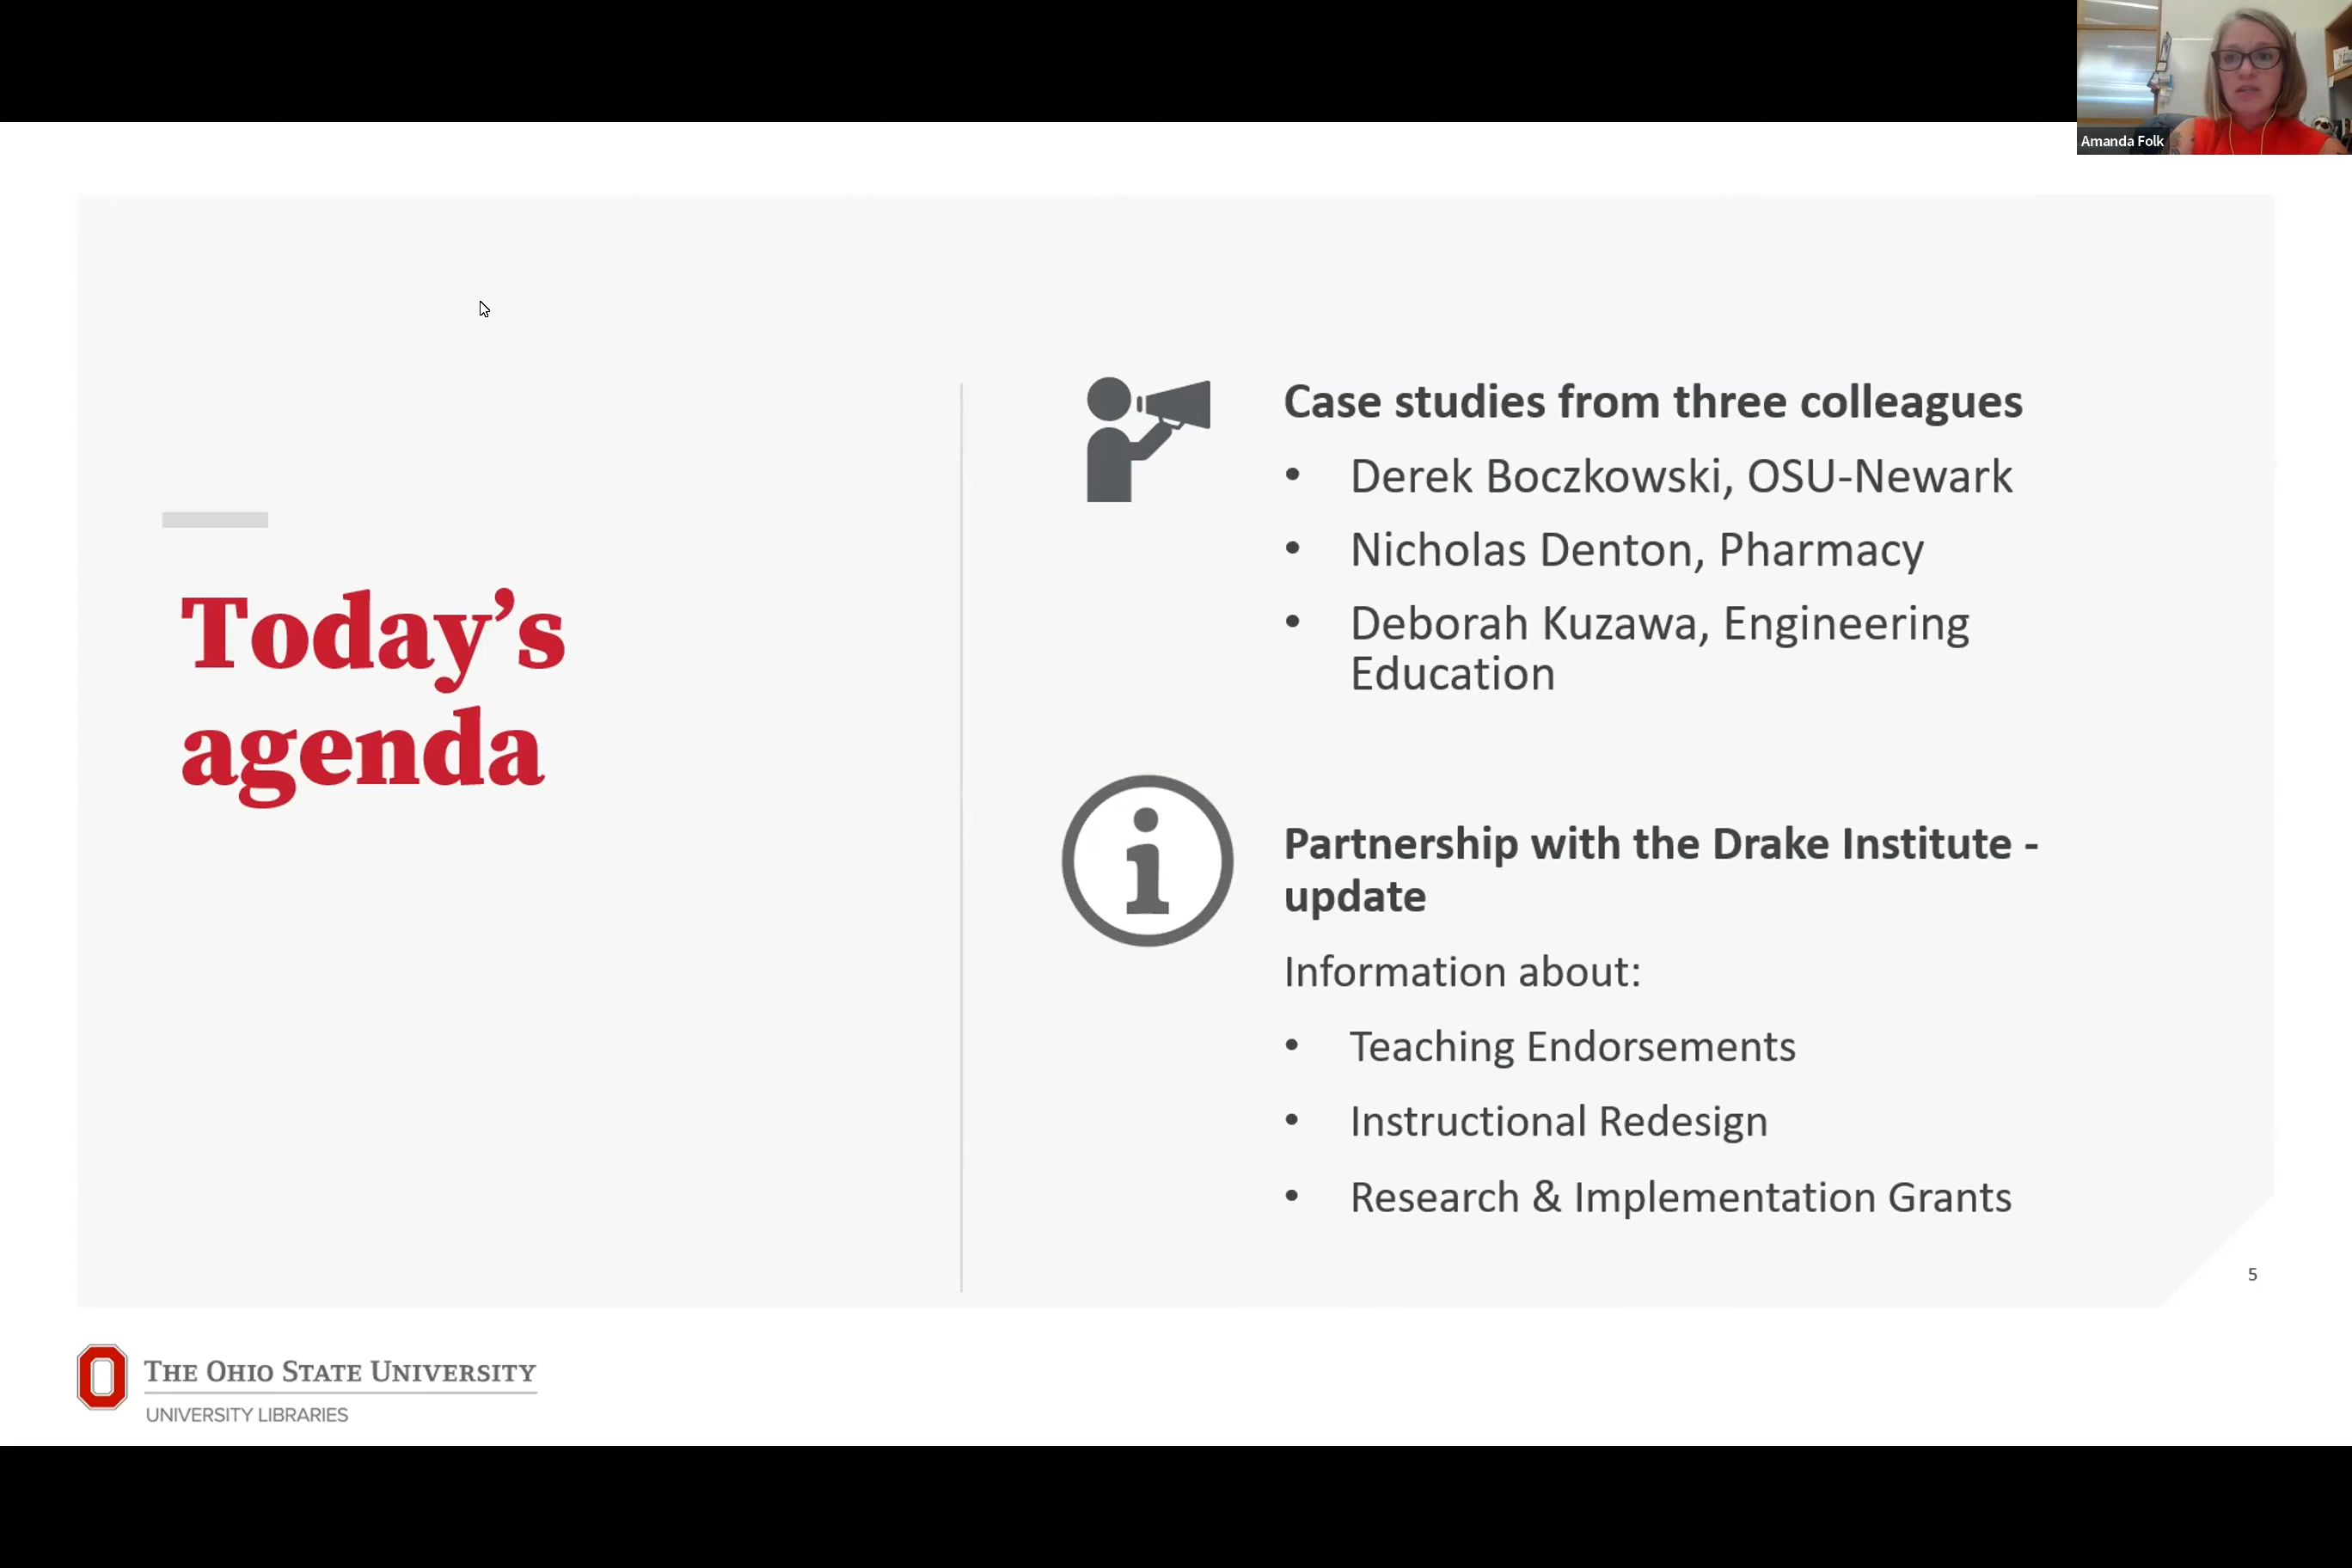 Amanda Folk
Today’s
agenda
Case studies from three colleagues
• Derek Boczkowski, OSU-Newark
• Nicholas Denton, Pharmacy
• Deborah Kuzawa, Engineering
Education
Partnership with the Drake Institute -
update
Information about:
• Teaching Endorsements
• Instructional Redesign
• Research & Implementation Grants
5
THE OHIO STATE UNIVERSITY
UNIVERSITY LIBRARIES